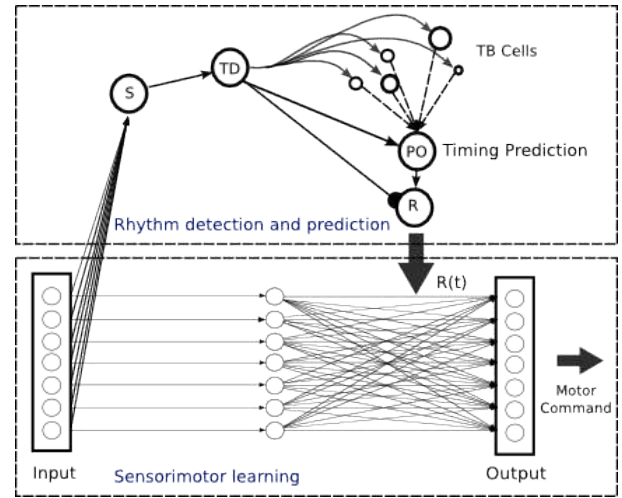 TB Cells
TD
S
PO
Timing Prediction
R
Rhythm detection and prediction
R(t)
Motor
Command
Input
Sensorimotor learning
Output